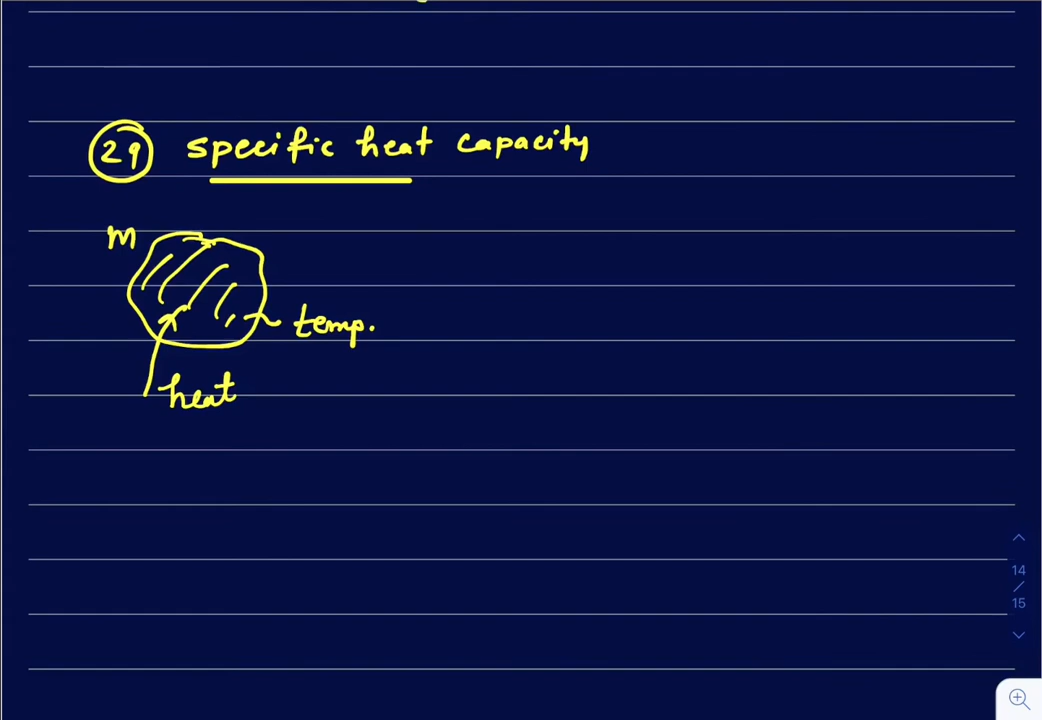 29 specific heat capacity
m
temp.
heat
14
/
15